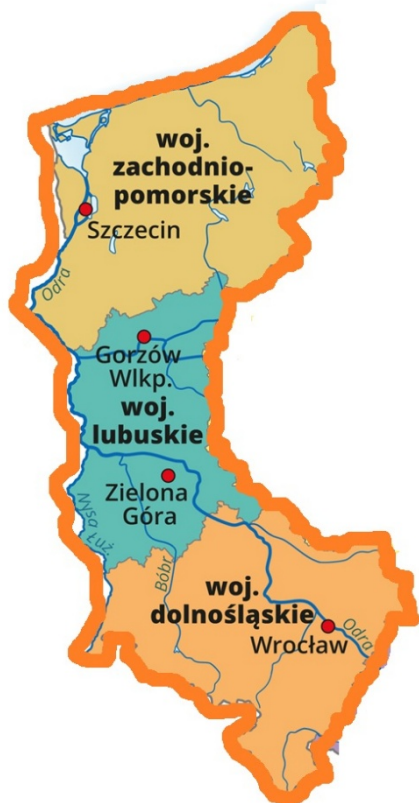 woj.
zachodnio-
pomorskie
Szczecin
Odra
Gorzów
Wlkp.
woj.
lubuskie
Zielona
Góra
Nysa Łuż
Bóbr
woj.
dolnośląskie
Odra
Wrocław